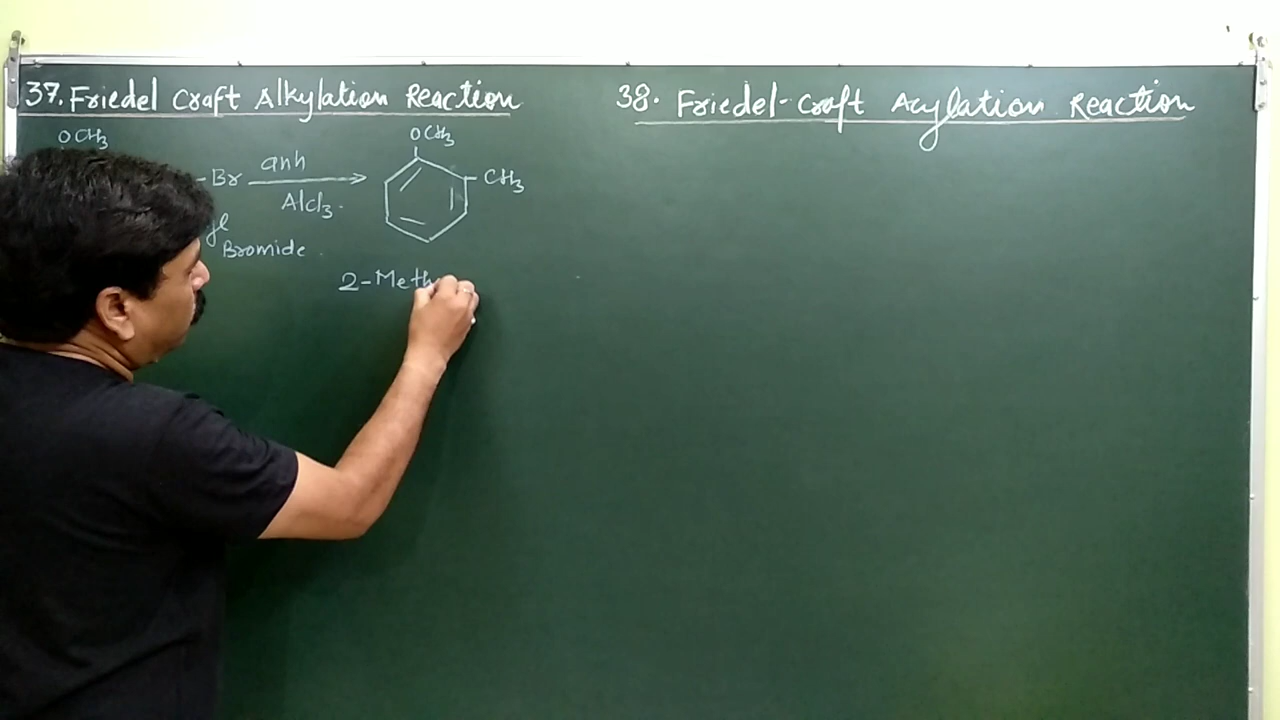 37. Friedel Craft Alkylation Reaction
OCH3
-Br
anh
AlCl3.
yl
Bromide.
OCH3
-CH3
2-Meth
38. Friedel-Craft Acylation Reaction